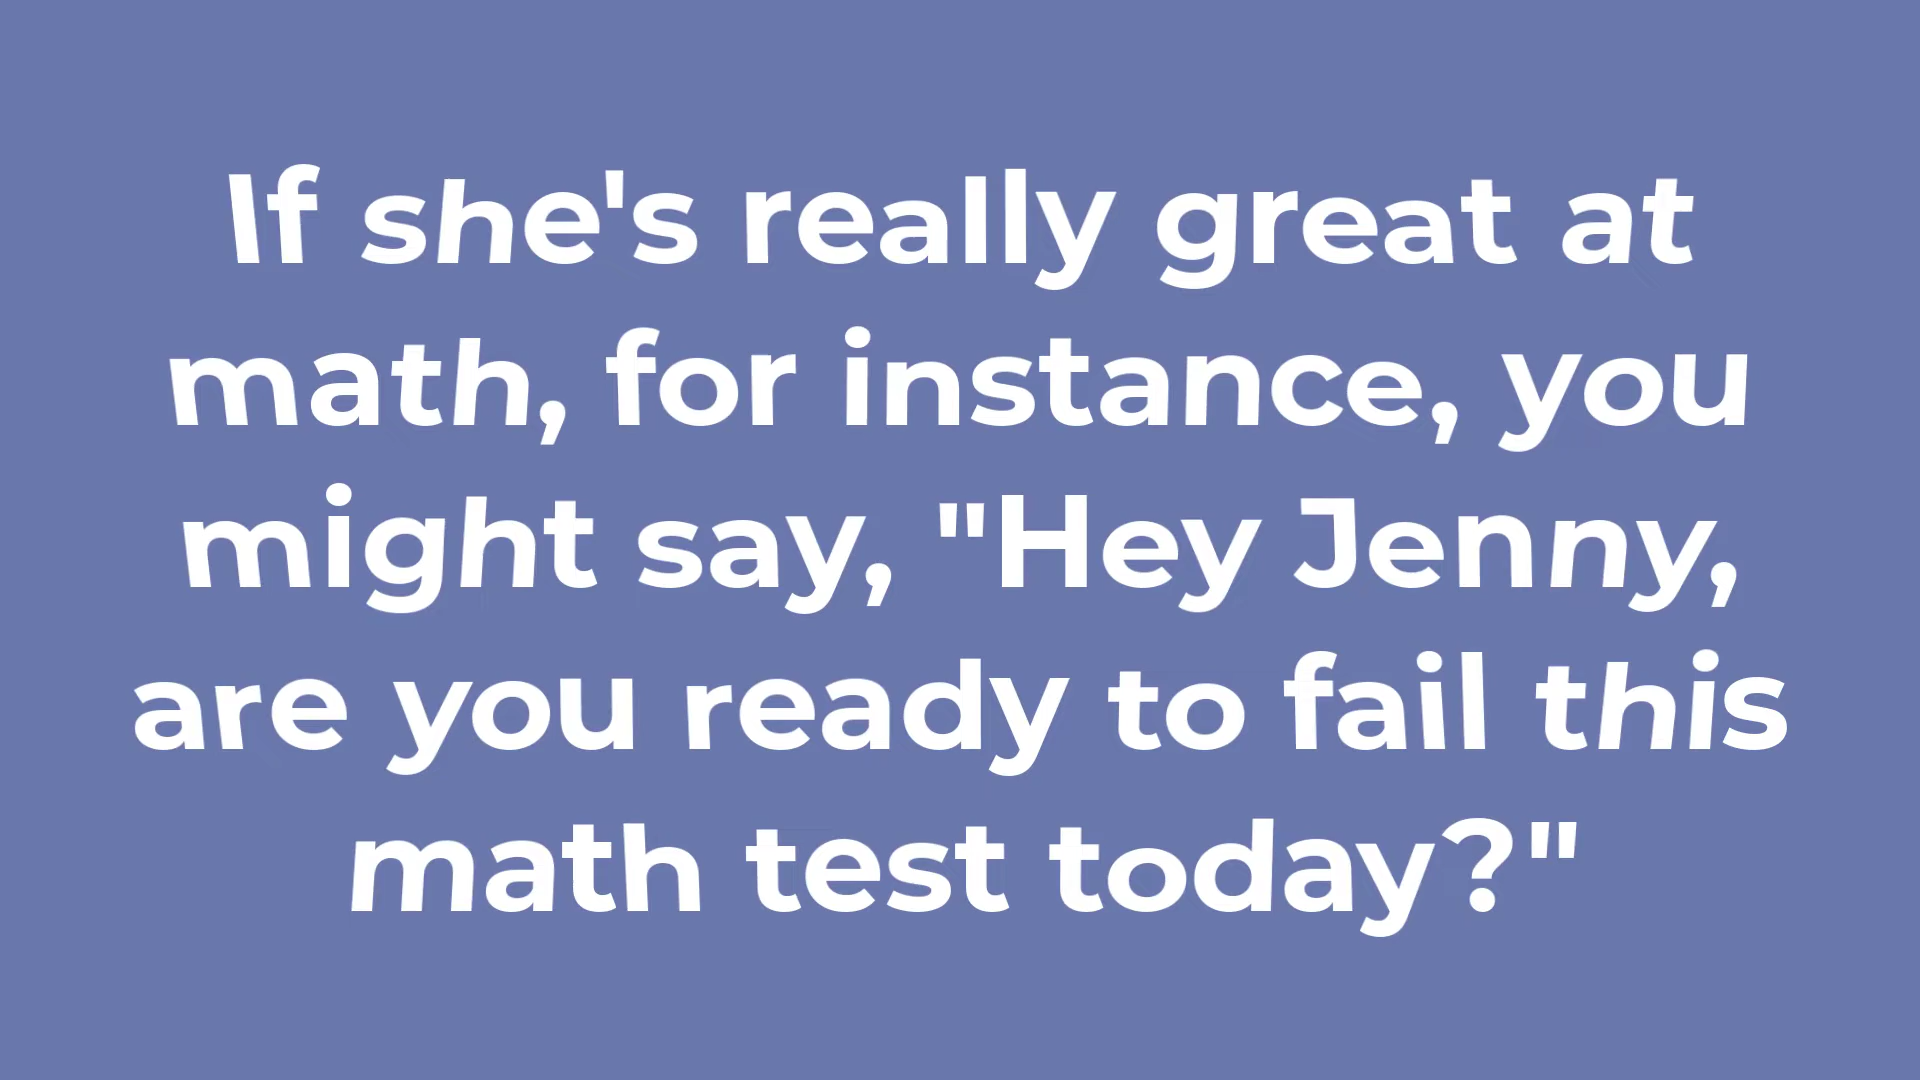 If she's really great at
math, for instance, you
might say, "Hey Jenny,
are you ready to fail this
math test today?"